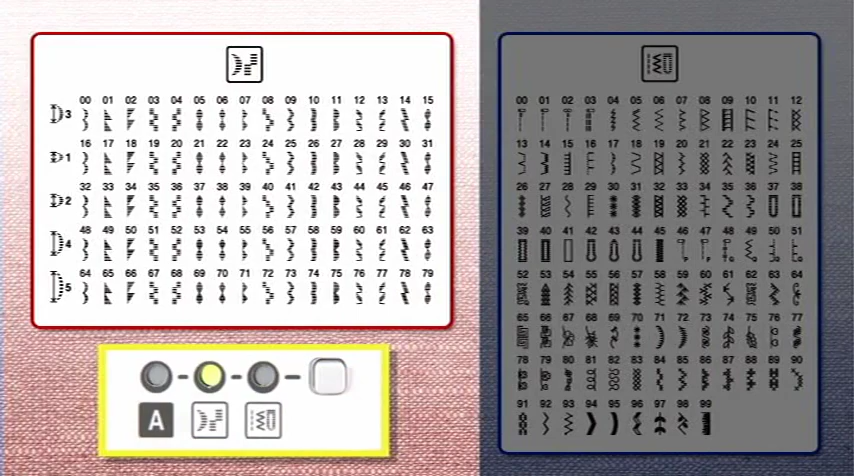 00 01 02 03 04 05 06 07 08 09 10 11 12 13 14 15
3
16 17 18 19 20 21 22 23 24 25 26 27 28 29 30 31
1
32 33 34 35 36 37 38 39 40 41 42 43 44 45 46 47
2
48 49 50 51 52 53 54 55 56 57 58 59 60 61 62 63
4
64 65 66 67 68 69 70 71 72 73 74 75 76 77 78 79
5
A
00 01 02 03 04 05 06 07 08 09 10 11 12
13 14 15 16 17 18 19 20 21 22 23 24 25
26 27 28 29 30 31 32 33 34 35 36 37 38
39 40 41 42 43 44 45 46 47 48 49 50 51
52 53 54 55 56 57 58 59 60 61 62 63 64
65 66 67 68 69 70 71 72 73 74 75 76 77
78 79 80 81 82 83 84 85 86 87 88 89 90
91 92 93 94 95 96 97 98 99